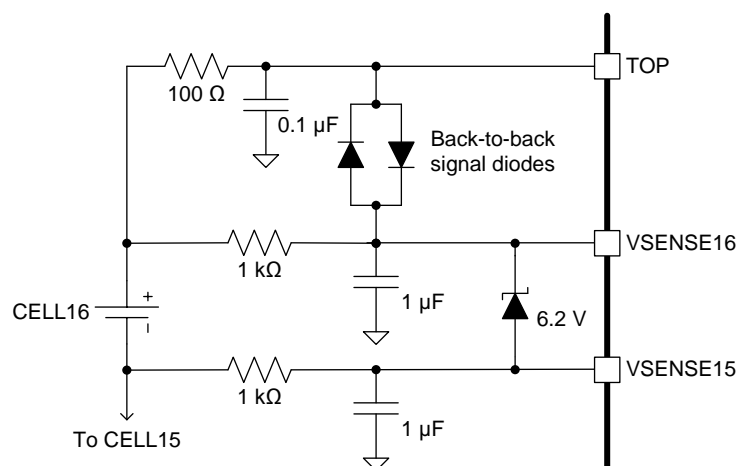 TOP
100 Ω
0.1 µF
Back-to-back
signal diodes
VSENSE16
1 kΩ
1 µF
CELL16
+
–
6.2 V
VSENSE15
1 kΩ
1 µF
To CELL15